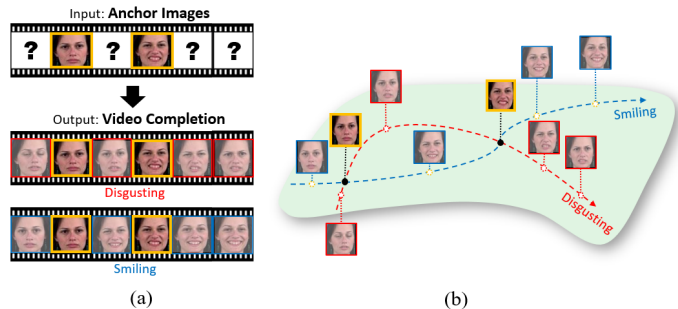 Input: Anchor Images
? ? ? ?
Output: Video Completion
Disgusting
Smiling
(a)
Smiling
Disgusting
(b)